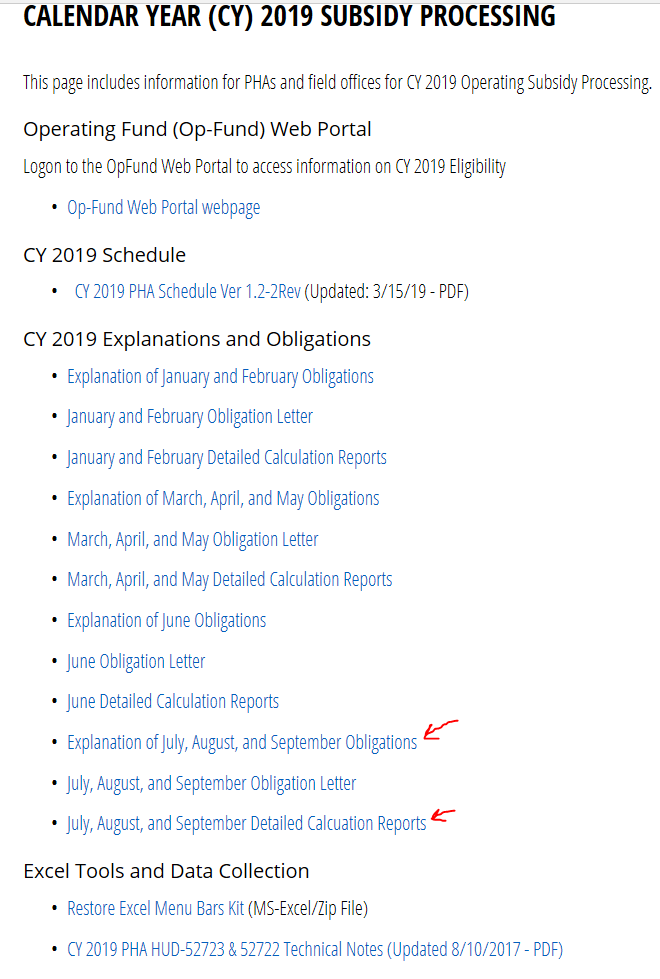 CALENDAR YEAR (CY) 2019 SUBSIDY PROCESSING
This page includes information for PHAs and field offices for CY 2019 Operating Subsidy Processing.
Operating Fund (Op-Fund) Web Portal
Logon to the OpFund Web Portal to access information on CY 2019 Eligibility
• Op-Fund Web Portal webpage
CY 2019 Schedule
• CY 2019 PHA Schedule Ver 1.2-2Rev (Updated: 3/15/19 - PDF)
CY 2019 Explanations and Obligations
• Explanation of January and February Obligations
• January and February Obligation Letter
• January and February Detailed Calculation Reports
• Explanation of March, April, and May Obligations
• March, April, and May Obligation Letter
• March, April, and May Detailed Calculation Reports
• Explanation of June Obligations
• June Obligation Letter
• June Detailed Calculation Reports
• Explanation of July, August, and September Obligations
• July, August, and September Obligation Letter
• July, August, and September Detailed Calcuation Reports
Excel Tools and Data Collection
• Restore Excel Menu Bars Kit (MS-Excel/Zip File)
• CY 2019 PHA HUD-52723 & 52722 Technical Notes (Updated 8/10/2017 - PDF)